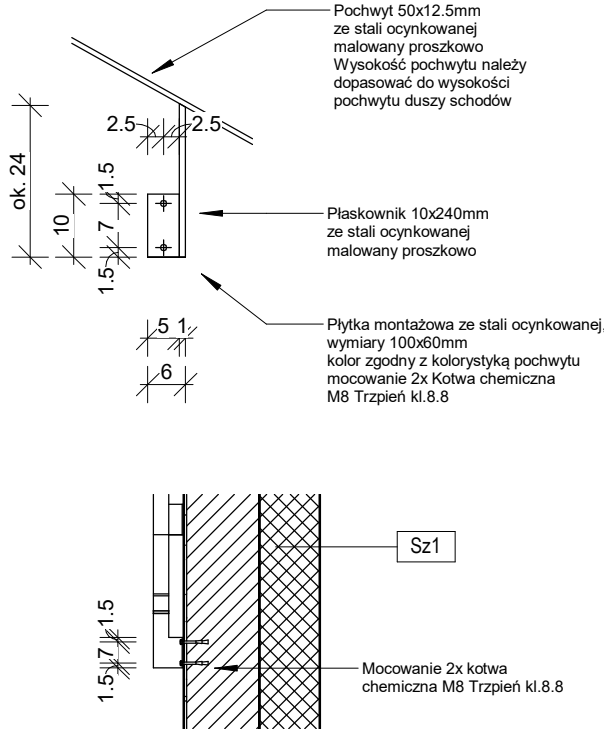 Pochwyt 50x12.5mm
ze stali ocynkowanej
malowany proszkowo
Wysokość pochwytu należy
dopasować do wysokości
pochwytu duszy schodów
2.5
2.5
ok. 24
10
1.5
7
1.5
Płaskownik 10x240mm
ze stali ocynkowanej
malowany proszkowo
5
1
6
Płytka montażowa ze stali ocynkowanej,
wymiary 100x60mm
kolor zgodny z kolorystyką pochwytu
mocowanie 2x Kotwa chemiczna
M8 Trzpień kl.8.8
Sz1
1.5
7
1.5
Mocowanie 2x kotwa
chemiczna M8 Trzpień kl.8.8